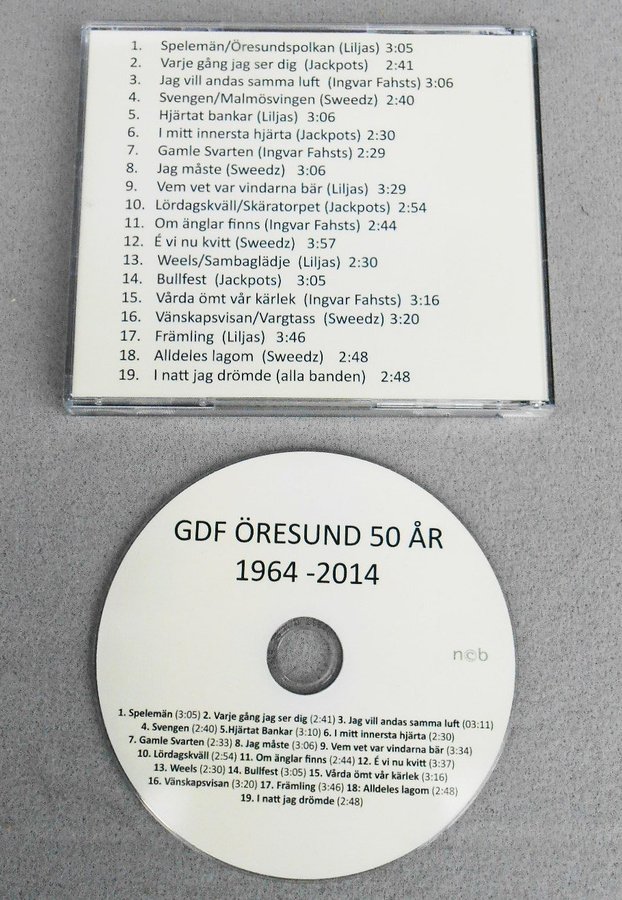 1. Spelemän/Öresundspolkan (Liljas) 3:05
2. Varje gång jag ser dig (Jackpots) 2:41
3. Jag vill andas samma luft (Ingvar Fahsts) 3:06
4. Svengen/Malmösvingen (Sweedz) 2:40
5. Hjärtat bankar (Liljas) 3:06
6. I mitt innersta hjärta (Jackpots) 2:30
7. Gamle Svarten (Ingvar Fahsts) 2:29
8. Jag måste (Sweedz) 3:06
9. Vem vet var vindarna bär (Liljas) 3:29
10. Lördagskväll/Skäratorpet (Jackpots) 2:54
11. Om änglar finns (Ingvar Fahsts) 2:44
12. É vi nu kvitt (Sweedz) 3:57
13. Weels/Sambaglädje (Liljas) 2:30
14. Bullfest (Jackpots) 3:05
15. Vårda ömt vår kärlek (Ingvar Fahsts) 3:16
16. Vänskapsvisan/Vargtass (Sweedz) 3:20
17. Främling (Liljas) 3:46
18. Alldeles lagom (Sweedz) 2:48
19. I natt jag drömde (alla banden) 2:48
GDF ÖRESUND 50 ÅR
1964 -2014
n©b
1. Spelemän (3:05) 2. Varje gång jag ser dig (2:41) 3. Jag vill andas samma luft (03:11)
4. Svengen (2:40) 5.Hjärtat Bankar (3:10) 6. I mitt innersta hjärta (2:30)
7. Gamle Svarten (2:33) 8. Jag måste (3:06) 9. Vem vet var vindarna bär (3:34)
10. Lördagskväll (2:54) 11. Om änglar finns (2:44) 12. É vi nu kvitt (3:37)
13. Weels (2:30) 14. Bullfest (3:05) 15. Vårda ömt vår kärlek (3:16)
16. Vänskapsvisan (3:20) 17. Främling (3:46) 18: Alldeles lagom (2:48)
19. I natt jag drömde (2:48)